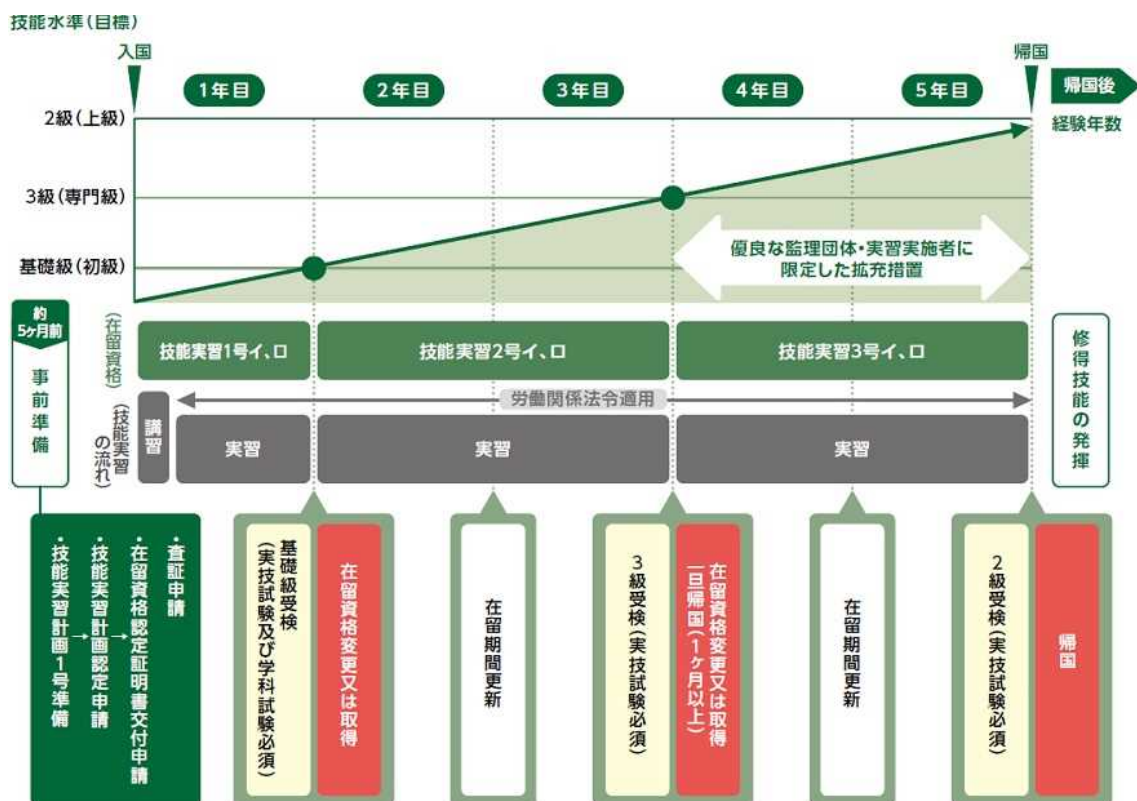 技能水準(目標)
入国
1年目
2年目
3年目
4年目
5年目
帰国
帰国後
経験年数
2級(上級)
3級(専門級)
基礎級(初級)
優良な監理団体・実習実施者に
限定した拡充措置
約
5ヶ月前
事前準備
(在留資格)
技能実習1号イ、ロ
技能実習2号イ、ロ
技能実習3号イ、ロ
修得技能の発揮
労働関係法令適用
(技能実習
の流れ)
講習
実習
実習
実習
・技能実習計画1号準備
→
・技能実習計画認定申請
→
・在留資格認定証明書交付申請
・査証申請
基礎級受検
(実技試験及び学科試験必須)
在留資格変更又は取得
在留期間更新
3級受検(実技試験必須)
在留資格変更又は取得
一旦帰国(1ヶ月以上)
在留期間更新
2級受検(実技試験必須)
帰国